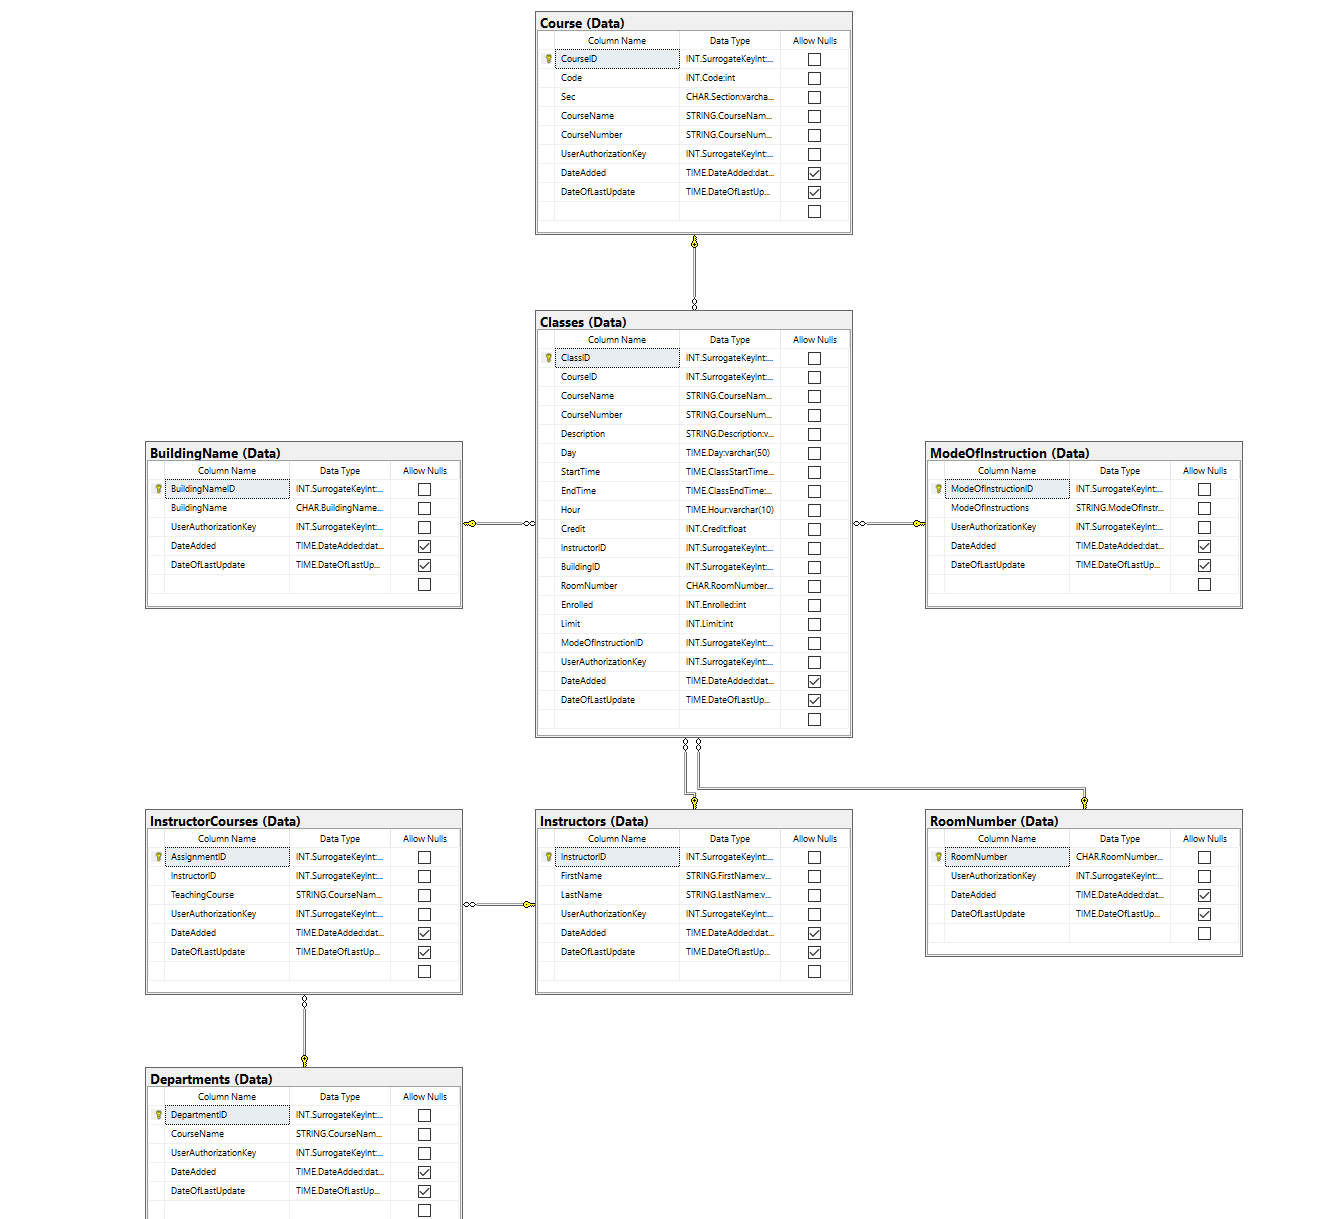 Course (Data)
Column Name Data Type Allow Nulls
CourseID INT.SurrogateKeyInt:...
Code INT.Code:int
Sec CHAR.Section:varcha...
CourseName STRING.CourseNam...
CourseNumber STRING.CourseNum...
UserAuthorizationKey INT.SurrogateKeyInt:...
DateAdded TIME.DateAdded:dat...
DateOfLastUpdate TIME.DateOfLastUp...
Classes (Data)
Column Name Data Type Allow Nulls
ClassID INT.SurrogateKeyInt:...
CourseID INT.SurrogateKeyInt:...
CourseName STRING.CourseNam...
CourseNumber STRING.CourseNum...
Description STRING.Description:v...
Day TIME.Day:varchar(50)
StartTime TIME.ClassStartTime...
EndTime TIME.ClassEndTime:...
Hour TIME.Hour:varchar(10)
Credit INT.Credit:float
InstructorID INT.SurrogateKeyInt:...
BuildingID INT.SurrogateKeyInt:...
RoomNumber CHAR.RoomNumber...
Enrolled INT.Enrolled:int
Limit INT.Limit:int
ModeOfInstructionID INT.SurrogateKeyInt:...
UserAuthorizationKey INT.SurrogateKeyInt:...
DateAdded TIME.DateAdded:dat...
DateOfLastUpdate TIME.DateOfLastUp...
BuildingName (Data)
Column Name Data Type Allow Nulls
BuildingNameID INT.SurrogateKeyInt:...
BuildingName CHAR.BuildingName...
UserAuthorizationKey INT.SurrogateKeyInt:...
DateAdded TIME.DateAdded:dat...
DateOfLastUpdate TIME.DateOfLastUp...
ModeOfInstruction (Data)
Column Name Data Type Allow Nulls
ModeOfInstructionID INT.SurrogateKeyInt:...
ModeOfInstructions STRING.ModeOfInstr...
UserAuthorizationKey INT.SurrogateKeyInt:...
DateAdded TIME.DateAdded:dat...
DateOfLastUpdate TIME.DateOfLastUp...
InstructorCourses (Data)
Column Name Data Type Allow Nulls
AssignmentID INT.SurrogateKeyInt:...
InstructorID INT.SurrogateKeyInt:...
TeachingCourse STRING.CourseNam...
UserAuthorizationKey INT.SurrogateKeyInt:...
DateAdded TIME.DateAdded:dat...
DateOfLastUpdate TIME.DateOfLastUp...
Instructors (Data)
Column Name Data Type Allow Nulls
InstructorID INT.SurrogateKeyInt:...
FirstName STRING.FirstName:v...
LastName STRING.LastName:v...
UserAuthorizationKey INT.SurrogateKeyInt:...
DateAdded TIME.DateAdded:dat...
DateOfLastUpdate TIME.DateOfLastUp...
RoomNumber (Data)
Column Name Data Type Allow Nulls
RoomNumber CHAR.RoomNumber...
UserAuthorizationKey INT.SurrogateKeyInt:...
DateAdded TIME.DateAdded:dat...
DateOfLastUpdate TIME.DateOfLastUp...
Departments (Data)
Column Name Data Type Allow Nulls
DepartmentID INT.SurrogateKeyInt:...
CourseName STRING.CourseNam...
UserAuthorizationKey INT.SurrogateKeyInt:...
DateAdded TIME.DateAdded:dat...
DateOfLastUpdate TIME.DateOfLastUp...